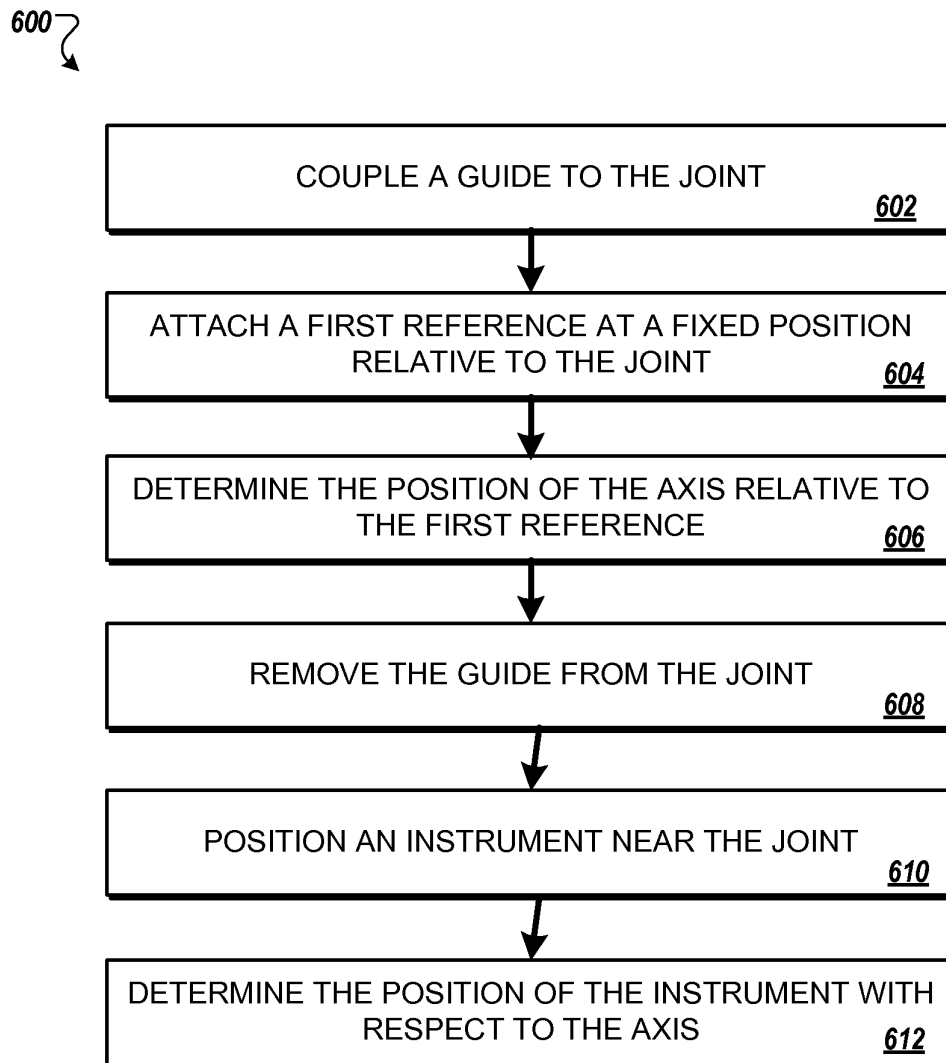 600
COUPLE A GUIDE TO THE JOINT
602
ATTACH A FIRST REFERENCE AT A FIXED POSITION
RELATIVE TO THE JOINT
604
DETERMINE THE POSITION OF THE AXIS RELATIVE TO
THE FIRST REFERENCE
606
REMOVE THE GUIDE FROM THE JOINT
608
POSITION AN INSTRUMENT NEAR THE JOINT
610
DETERMINE THE POSITION OF THE INSTRUMENT WITH
RESPECT TO THE AXIS
612